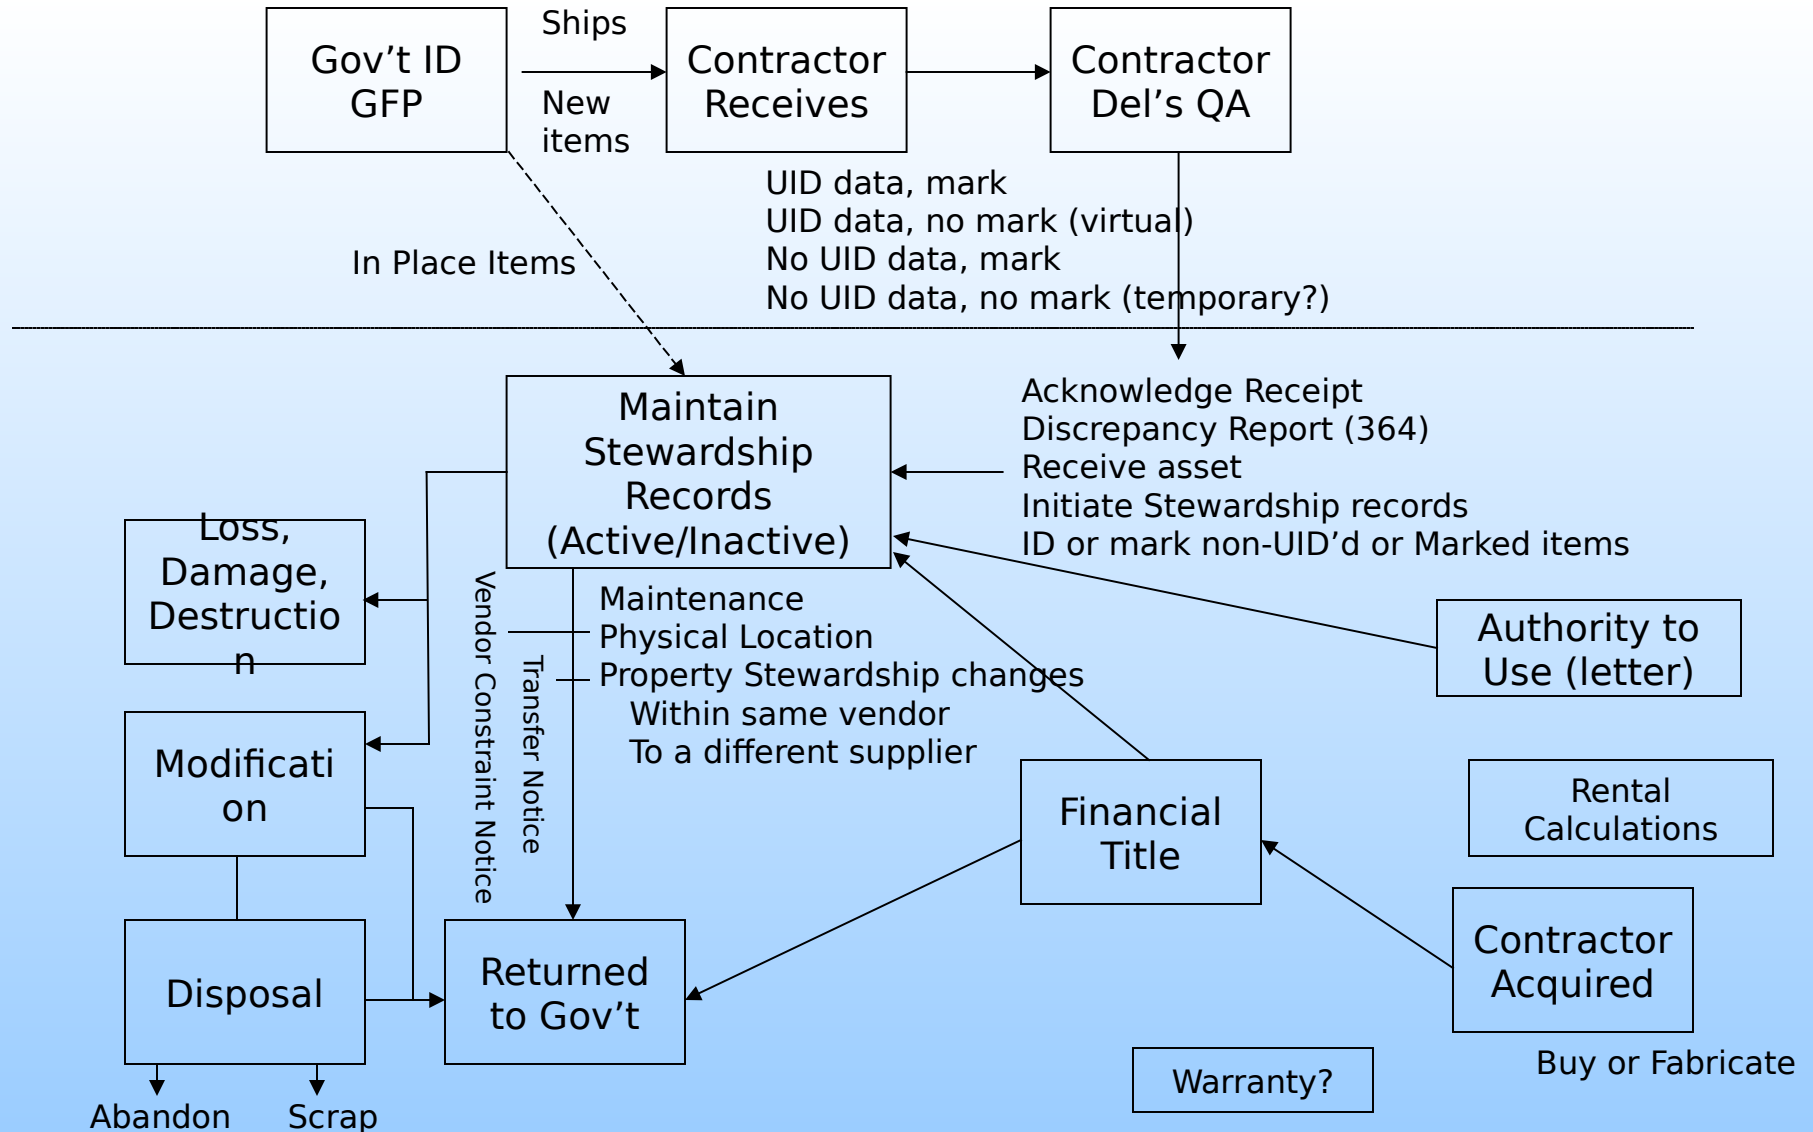 Gov’t ID
GFP
Ships
New
items
Contractor
Receives
Contractor
Del’s QA
UID data, mark
UID data, no mark (virtual)
No UID data, mark
No UID data, no mark (temporary?)
In Place Items
Maintain
Stewardship
Records
(Active/Inactive)
Acknowledge Receipt
Discrepancy Report (364)
Receive asset
Initiate Stewardship records
ID or mark non-UID’d or Marked items
Loss,
Damage,
Destructio
n
Vendor Constraint Notice
Transfer Notice
Maintenance
Physical Location
Property Stewardship changes
Within same vendor
To a different supplier
Authority to
Use (letter)
Modificati
on
Financial
Title
Rental
Calculations
Disposal
Returned
to Gov’t
Contractor
Acquired
Buy or Fabricate
Warranty?
Abandon
Scrap